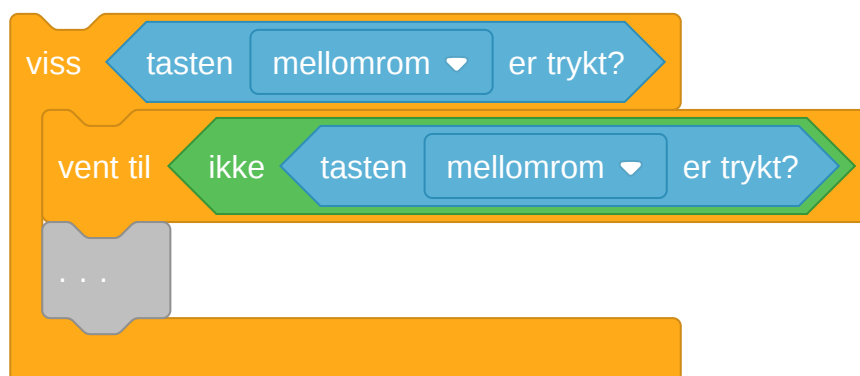 viss tasten mellomrom er trykt?
vent til ikke tasten mellomrom er trykt?
. . .